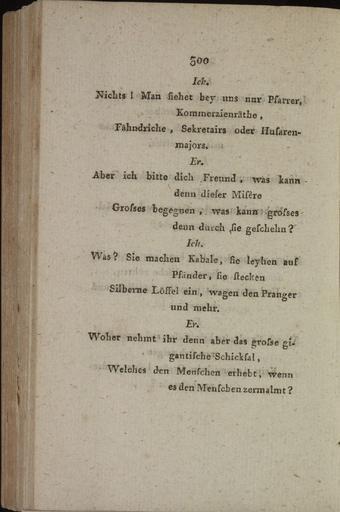 300
Ich.
Nichts! Man ſiehet bey uns nur Pfarrer,
Kommerzienräthe,
Fähndriche, Sekretairs oder Huſaren-
majors.
Er.
Aber ich bitte dich Freund, was kann
denn dieſer Miſère
Groſses begegnen, was kann groſses
denn durch ſie geſchehn?
Ich.
Was? Sie machen Kabale, ſie leyhen auf
Pfänder, ſie ſtecken
Silberne Löffel ein, wagen den Pranger
und mehr.
Er.
Woher nehmt ihr denn aber das groſse gi-
gantiſche Schickſal,
Welches den Menſchen erhebt, wenn
es den Menſchen zermalmt?